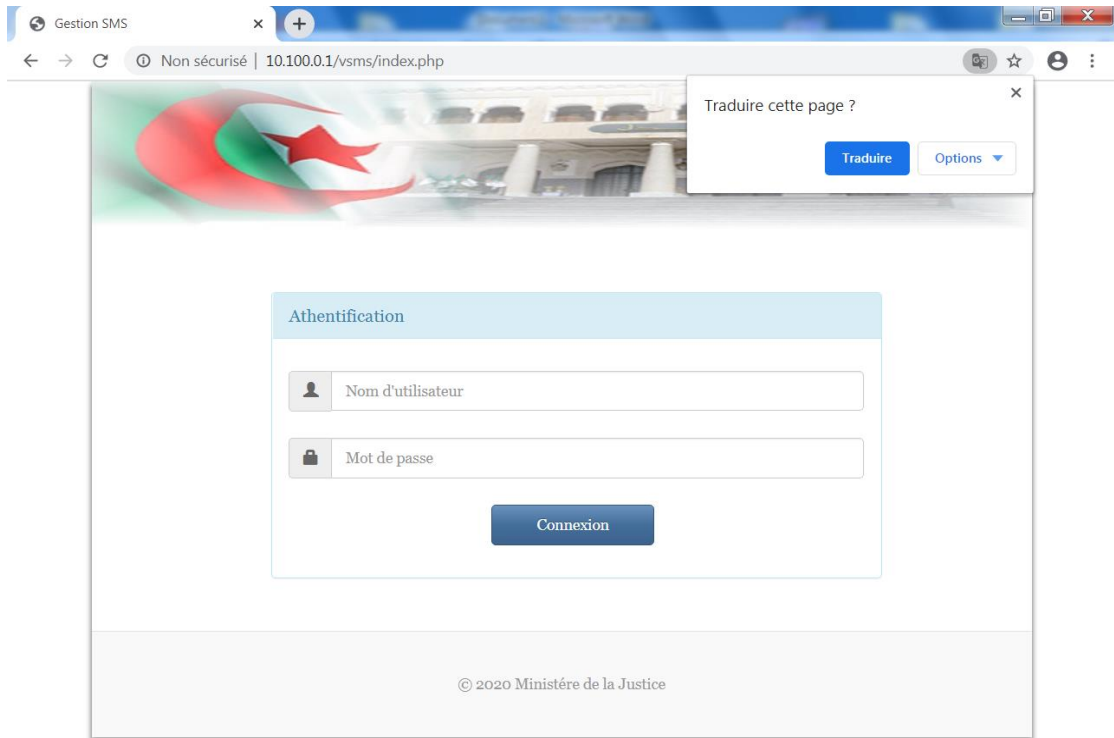 Gestion SMS
Non sécurisé | 10.100.0.1/vsms/index.php
Traduire cette page ?
Traduire
Options
Athentification
Nom d'utilisateur
Mot de passe
Connexion
© 2020 Ministére de la Justice